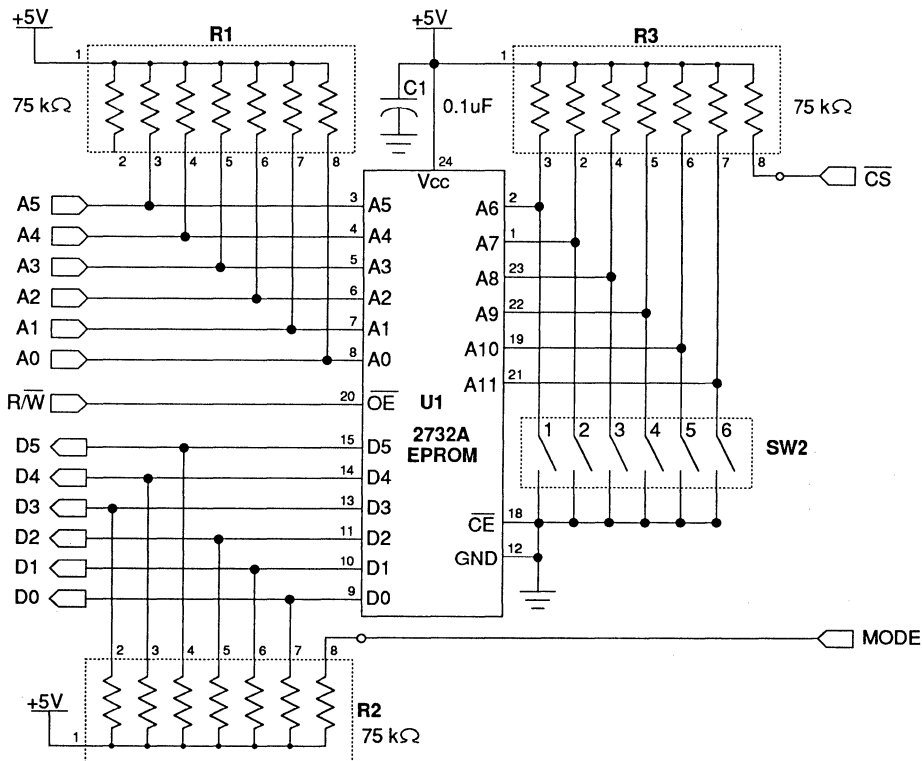 +5V
R1
1
75 kΩ
2 3 4 5 6 7 8
+5V
C1
0.1uF
R3
1
75 kΩ
3 2 4 5 6 7 8
C̅S̅
24
Vcc
A5 3 A5
A4 4 A4
A3 5 A3
A2 6 A2
A1 7 A1
A0 8 A0
R/W̅ 20 O̅E̅
D5 15 D5
D4 14 D4
D3 13 D3
D2 11 D2
D1 10 D1
D0 9 D0
U1
2732A
EPROM
A6 2
A7 1
A8 23
A9 22
A10 19
A11 21
1 2 3 4 5 6
SW2
C̅E̅ 18
GND 12
MODE
2 3 4 5 6 7 8
+5V
1
R2
75 kΩ